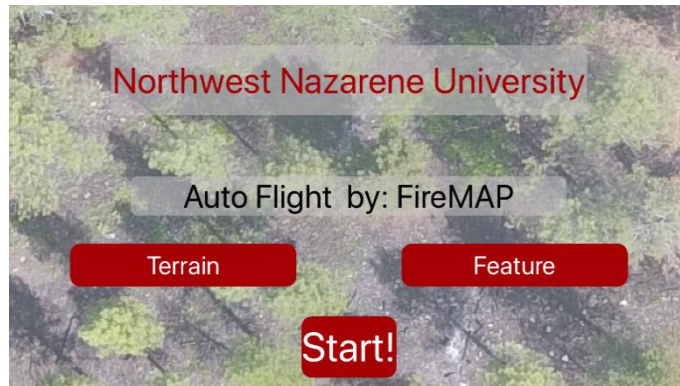 Northwest Nazarene University
Auto Flight by: FireMAP
Terrain Feature
Start!